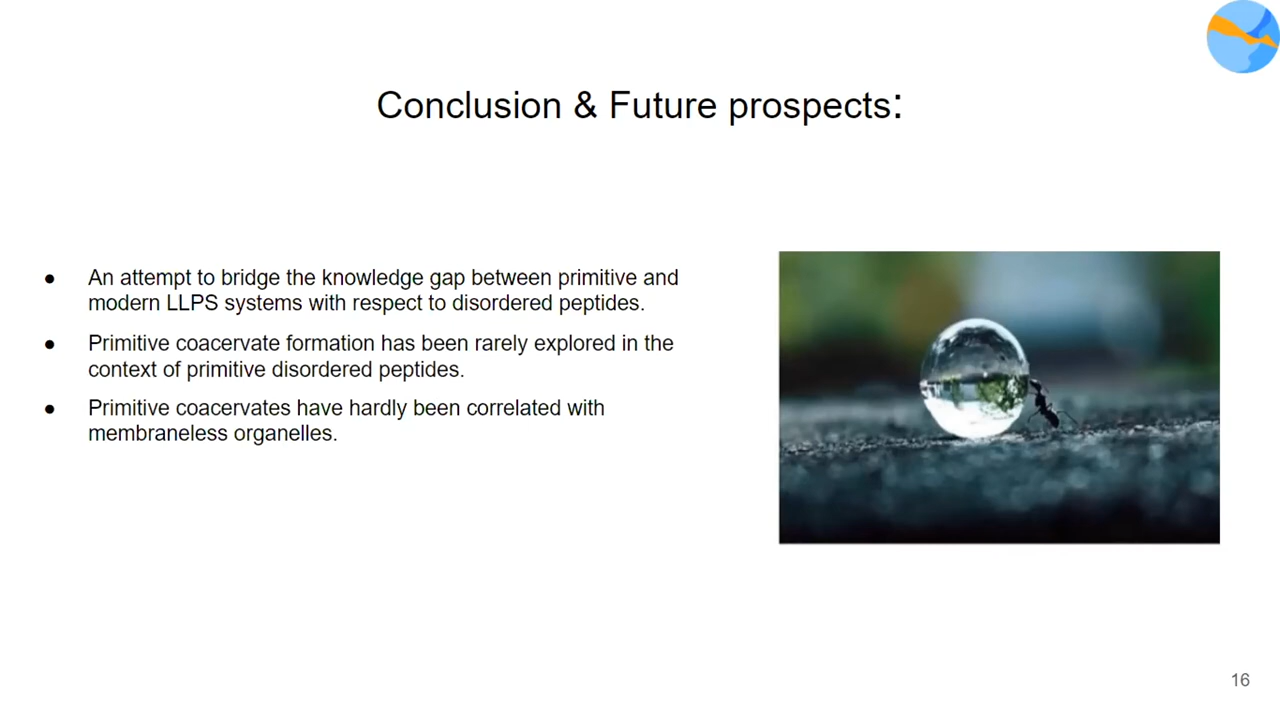 Conclusion & Future prospects:
● An attempt to bridge the knowledge gap between primitive and
modern LLPS systems with respect to disordered peptides.
● Primitive coacervate formation has been rarely explored in the
context of primitive disordered peptides.
● Primitive coacervates have hardly been correlated with
membraneless organelles.
16